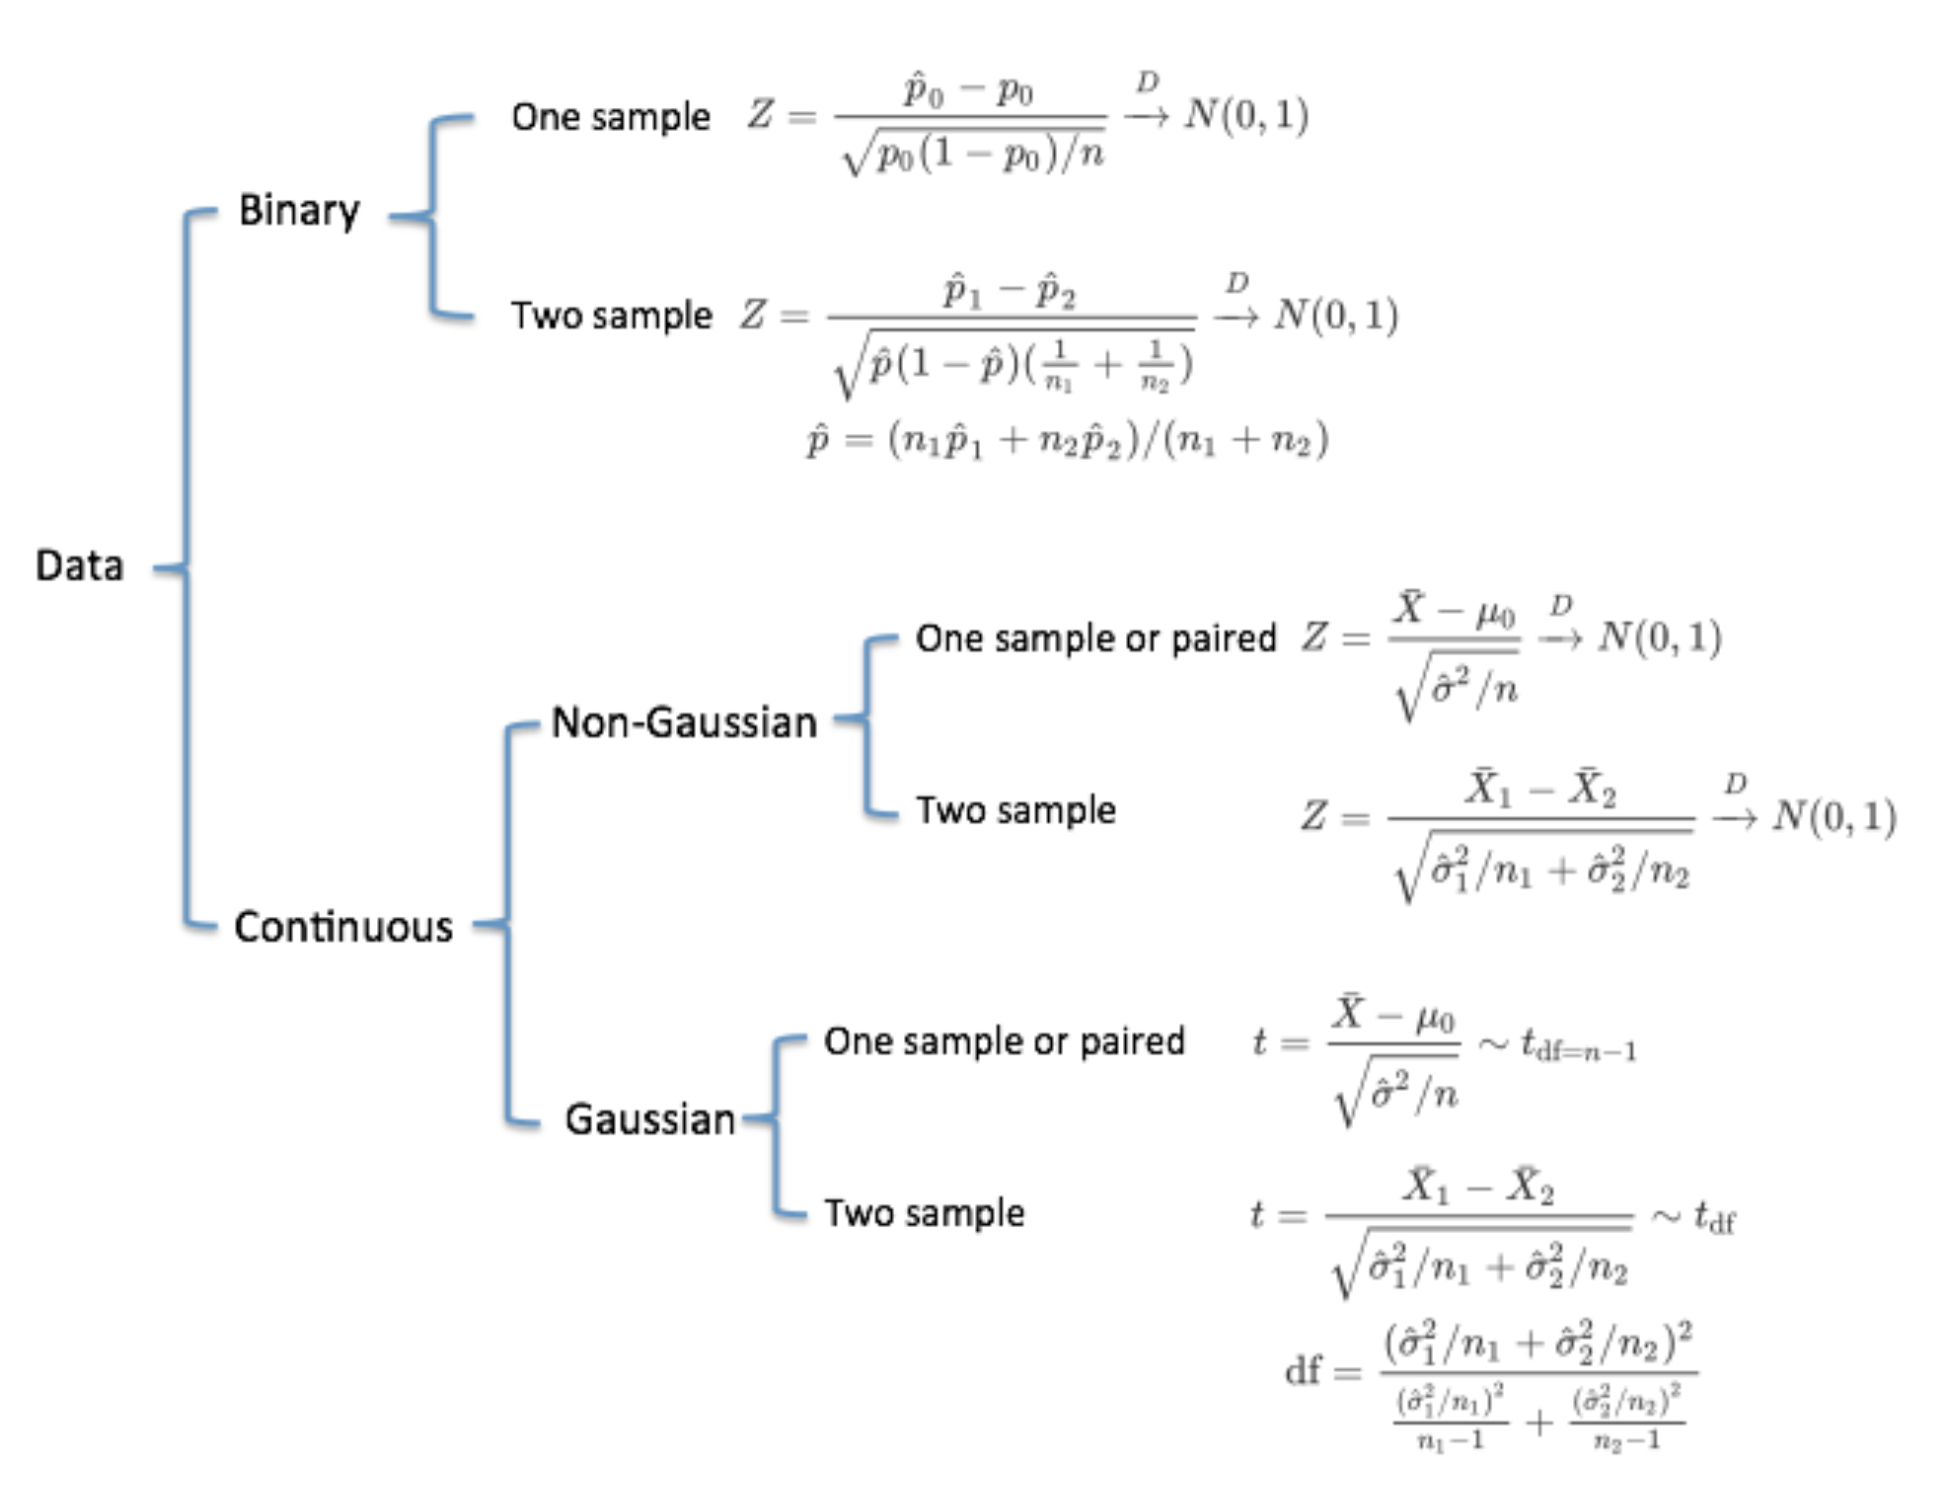 One sample Z = \frac{\hat{p}_0 - p_0}{\sqrt{p_0(1 - p_0)/n}} \xrightarrow{D} N(0, 1)
Binary
Two sample Z = \frac{\hat{p}_1 - \hat{p}_2}{\sqrt{\hat{p}(1 - \hat{p})(\frac{1}{n_1} + \frac{1}{n_2})}} \xrightarrow{D} N(0, 1)
\hat{p} = (n_1\hat{p}_1 + n_2\hat{p}_2)/(n_1 + n_2)
Data
One sample or paired Z = \frac{\bar{X} - \mu_0}{\sqrt{\hat{\sigma}^2/n}} \xrightarrow{D} N(0, 1)
Non-Gaussian
Two sample Z = \frac{\bar{X}_1 - \bar{X}_2}{\sqrt{\hat{\sigma}_1^2/n_1 + \hat{\sigma}_2^2/n_2}} \xrightarrow{D} N(0, 1)
Continuous
One sample or paired t = \frac{\bar{X} - \mu_0}{\sqrt{\hat{\sigma}^2/n}} \sim t_{df=n-1}
Gaussian
Two sample t = \frac{\bar{X}_1 - \bar{X}_2}{\sqrt{\hat{\sigma}_1^2/n_1 + \hat{\sigma}_2^2/n_2}} \sim t_{df}
df = \frac{(\hat{\sigma}_1^2/n_1 + \hat{\sigma}_2^2/n_2)^2}{\frac{(\hat{\sigma}_1^2/n_1)^2}{n_1-1} + \frac{(\hat{\sigma}_2^2/n_2)^2}{n_2-1}}